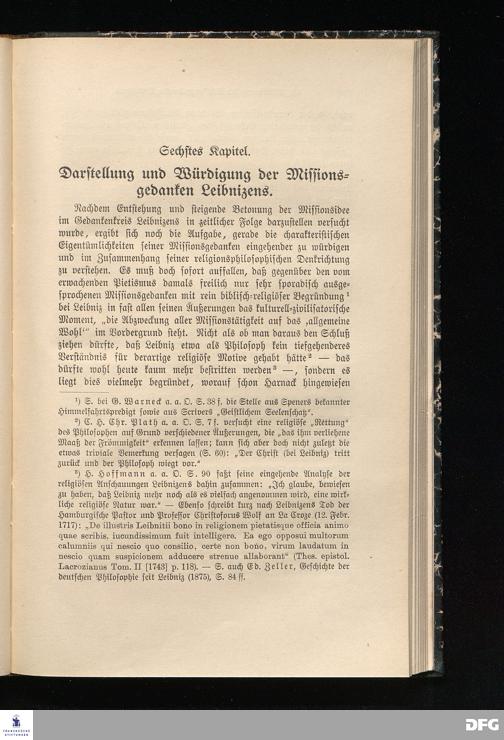 Sechstes Kapitel.
Darstellung und Würdigung der Missions-
gedanken Leibnizens.
Nachdem Entstehung und steigende Betonung der Missionsidee
im Gedankenkreis Leibnizens in zeitlicher Folge darzustellen versucht
wurde, ergibt sich noch die Aufgabe, gerade die charakteristischen
Eigentümlichkeiten seiner Missionsgedanken eingehender zu würdigen
und im Zusammenhang seiner religionsphilosophischen Denkrichtung
zu verstehen. Es muß doch sofort auffallen, daß gegenüber den vom
erwachenden Pietismus damals freilich nur sehr sporadisch ausge-
sprochenen Missionsgedanken mit rein biblisch-religiöser Begründung¹
bei Leibniz in fast allen seinen Äußerungen das kulturell-zivilisatorische
Moment, „die Abzweckung aller Missionstätigkeit auf das ‚allgemeine
Wohl‘“ im Vordergrund steht. Nicht als ob man daraus den Schluß
ziehen dürfte, daß Leibniz etwa als Philosoph kein tiefgehenderes
Verständnis für derartige religiöse Motive gehabt hätte² — das
dürfte wohl heute kaum mehr bestritten werden³ —, sondern es
liegt dies vielmehr begründet, worauf schon Harnack hingewiesen
¹) S. bei G. Warneck a. a. O. S. 38 f. die Stelle aus Speners bekannter
Himmelfahrtspredigt sowie aus Scrivers „Geistlichem Seelenschatz“.
²) C. H. Chr. Plath a. a. O. S. 7 f. versucht eine religiöse „Rettung“
des Philosophen auf Grund verschiedener Äußerungen, die „das ihm verliehene
Maaß der Frömmigkeit“ erkennen lassen; kann sich aber doch nicht zuletzt die
etwas triviale Bemerkung versagen (S. 60): „Der Christ (bei Leibniz) tritt
zurück und der Philosoph wiegt vor.“
³) H. Hoffmann a. a. O. S. 90 faßt seine eingehende Analyse der
religiösen Anschauungen Leibnizens dahin zusammen: „Ich glaube, bewiesen
zu haben, daß Leibniz mehr noch als es vielfach angenommen wird, eine wirk-
liche religiöse Natur war.“ — Ebenso schreibt kurz nach Leibnizens Tod der
Hamburgische Pastor und Professor Christoforus Wolf an La Croze (12. Febr.
1717): „De illustris Leibnitii bono in religionem pietatisque officia animo
quae scribis, iucundissimum fuit intelligere. Ea ego opposui multorum
calumniis qui nescio quo consilio, certe non bono, virum laudatum in
nescio quam suspicionem adducere strenue allaborant“ (Thes. epistol.
Lacrozianus Tom. II [1743] p. 118). — S. auch Ed. Zeller, Geschichte der
deutschen Philosophie seit Leibniz (1875), S. 84 ff.
FRANCKESCHE
STIFTUNGEN
DFG